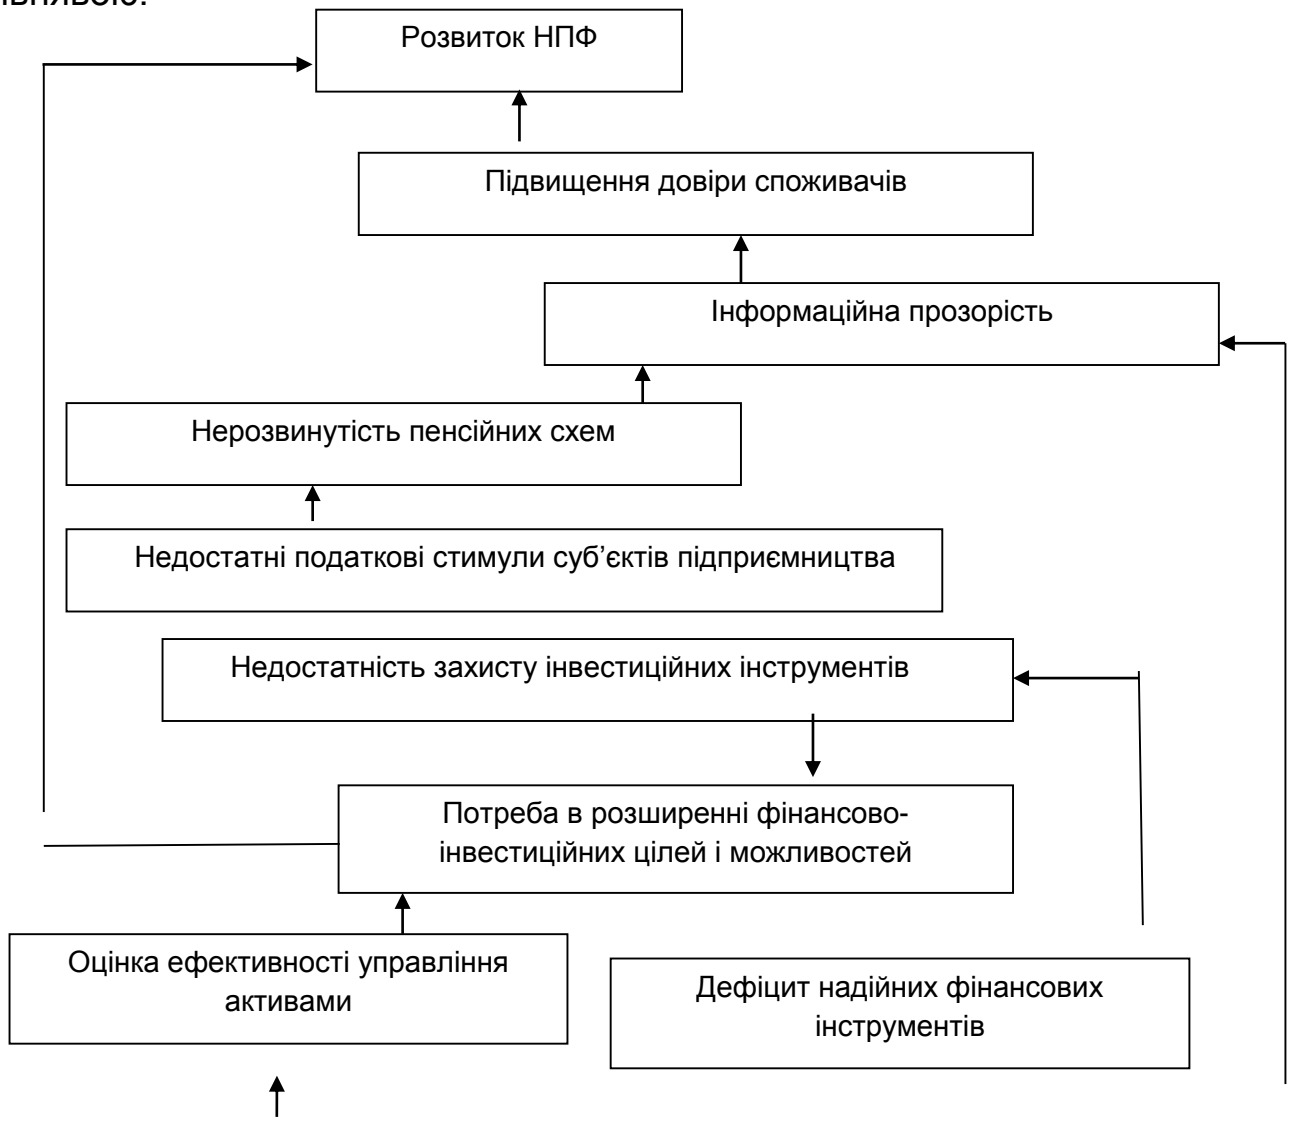 Розвиток НПФ
Підвищення довіри споживачів
Інформаційна прозорість
Нерозвинутість пенсійних схем
Недостатні податкові стимули суб’єктів підприємництва
Недостатність захисту інвестиційних інструментів
Потреба в розширенні фінансово-
інвестиційних цілей і можливостей
Оцінка ефективності управління
активами
Дефіцит надійних фінансових
інструментів